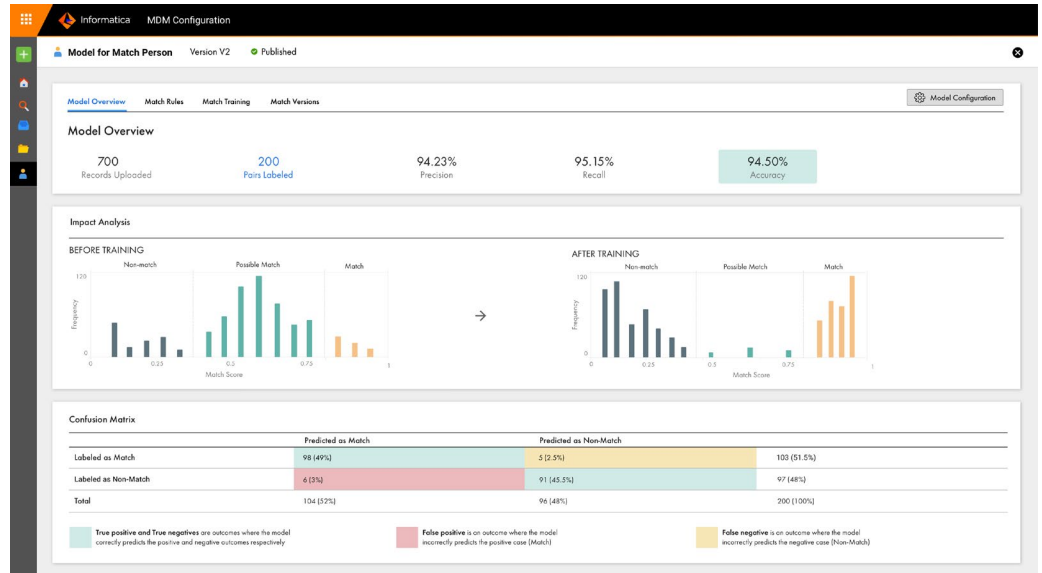 Informatica MDM Configuration
Model for Match Person Version V2 Published
Model Overview Match Rules Match Training Match Versions Model Configuration
Model Overview
700 200 94.23% 95.15% 94.50%
Records Uploaded Pairs Labeled Precision Recall Accuracy
Impact Analysis
BEFORE TRAINING
Non-match Possible Match Match
120
Frequency
0
0 0.25 0.5 0.75 1
Match Score
AFTER TRAINING
Non-match Possible Match Match
120
Frequency
0
0 0.25 0.5 0.75 1
Match Score
Confusion Matrix
Predicted as Match Predicted as Non-Match
Labeled as Match 98 (49%) 5 (2.5%) 103 (51.5%)
Labeled as Non-Match 6 (3%) 91 (45.5%) 97 (48%)
Total 104 (52%) 96 (48%) 200 (100%)
True positive and True negatives are outcomes where the model
correctly predicts the positive and negative outcomes respectively
False positive is an outcome where the model
incorrectly predicts the positive case (Match)
False negative is an outcome where the model
incorrectly predicts the negative case (Non-Match)